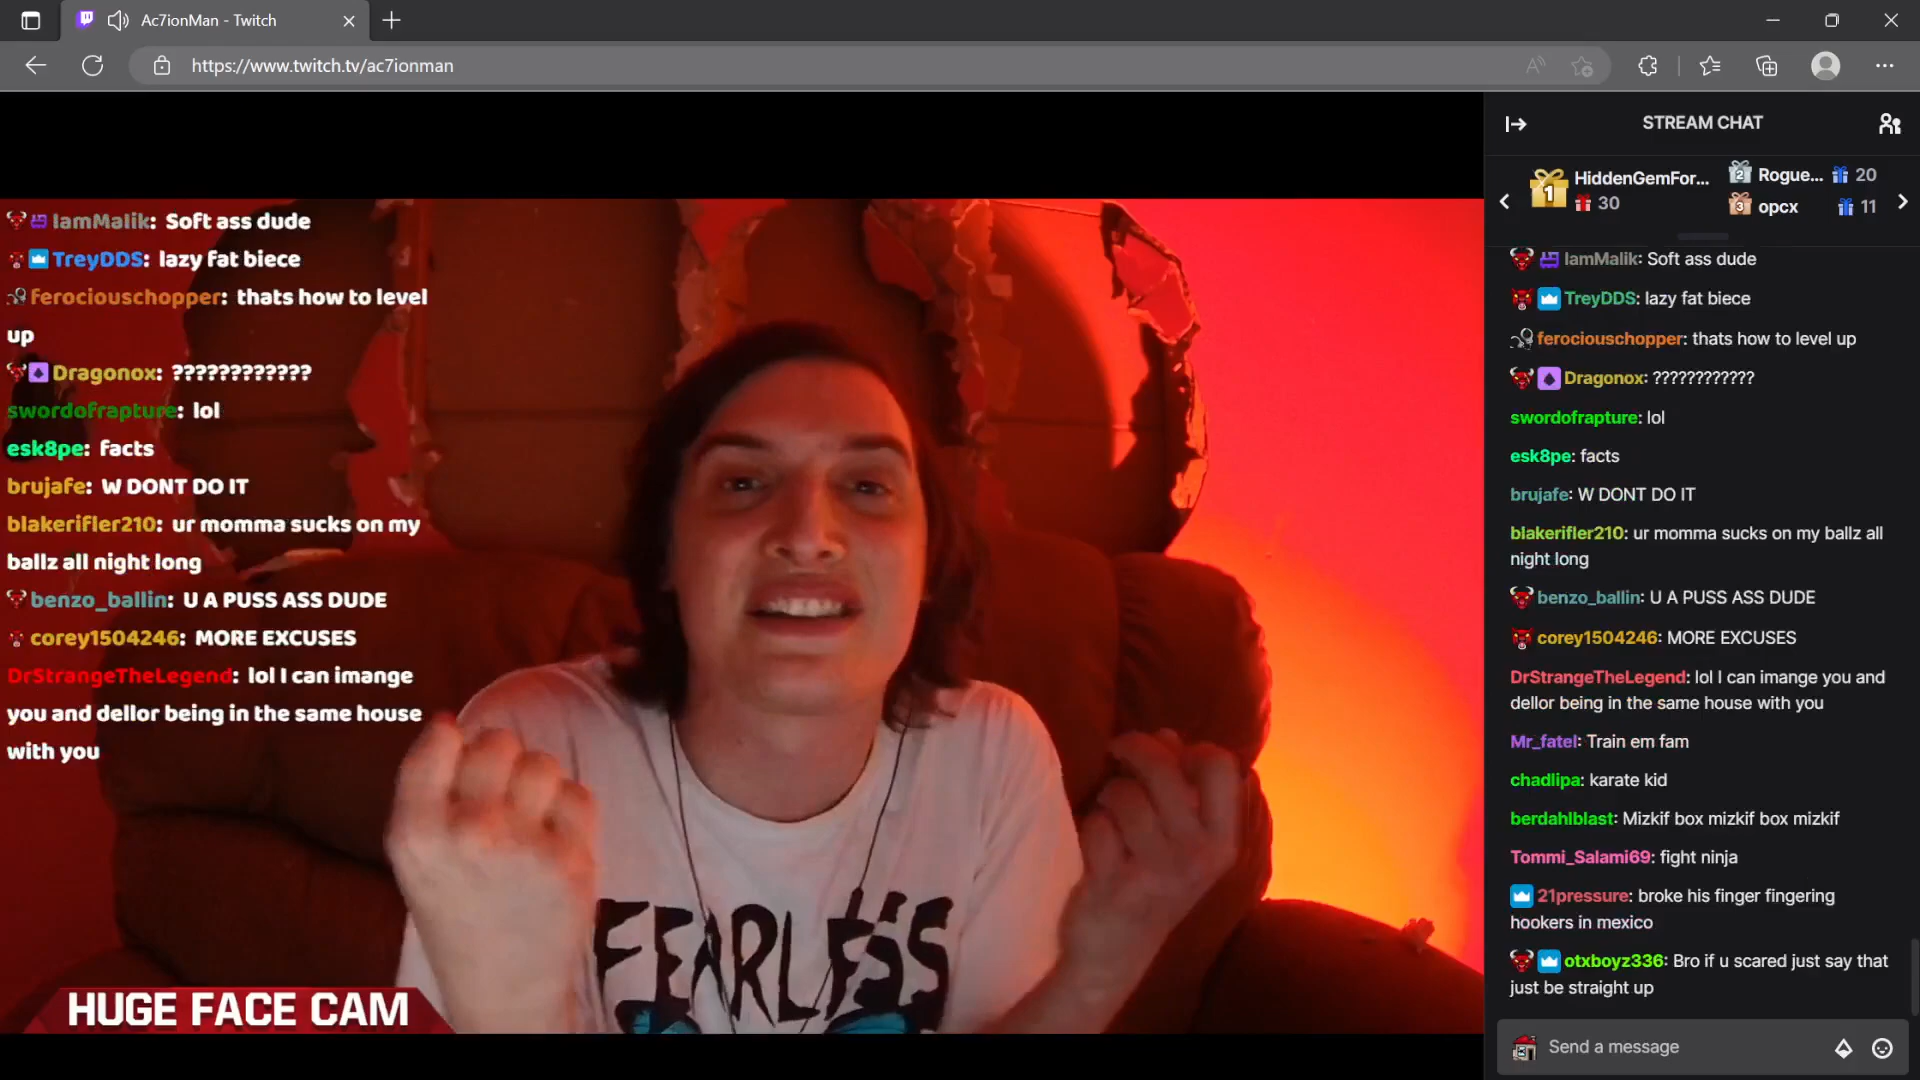 Ac7ionMan - Twitch
https://www.twitch.tv/ac7ionman
IamMalik: Soft ass dude
TreyDDS: lazy fat biece
ferociouschopper: thats how to level
up
Dragonox: ????????????
swordofrapture: lol
esk8pe: facts
brujafe: W DONT DO IT
blakerifler210: ur momma sucks on my
ballz all night long
benzo_ballin: U A PUSS ASS DUDE
corey1504246: MORE EXCUSES
DrStrangeTheLegend: lol I can imange
you and dellor being in the same house
with you
FEARLESS
HUGE FACE CAM
STREAM CHAT
1 HiddenGemFor...
30
2 Rogue... 20
3 opcx 11
IamMalik: Soft ass dude
TreyDDS: lazy fat biece
ferociouschopper: thats how to level up
Dragonox: ????????????
swordofrapture: lol
esk8pe: facts
brujafe: W DONT DO IT
blakerifler210: ur momma sucks on my ballz all
night long
benzo_ballin: U A PUSS ASS DUDE
corey1504246: MORE EXCUSES
DrStrangeTheLegend: lol I can imange you and
dellor being in the same house with you
Mr_fatel: Train em fam
chadlipa: karate kid
berdahlblast: Mizkif box mizkif box mizkif
Tommi_Salami69: fight ninja
21pressure: broke his finger fingering
hookers in mexico
otxboyz336: Bro if u scared just say that
just be straight up
Send a message